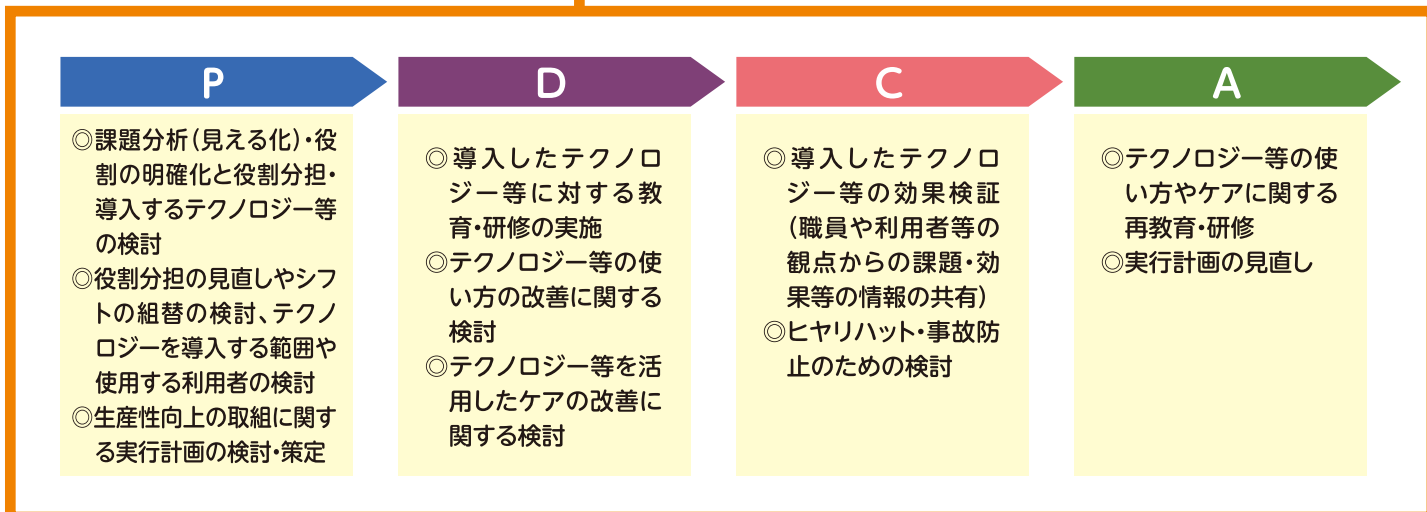 P
◎課題分析(見える化)・役
割の明確化と役割分担・
導入するテクノロジー等
の検討
◎役割分担の見直しやシフ
トの組替の検討、テクノ
ロジーを導入する範囲や
使用する利用者の検討
◎生産性向上の取組に関す
る実行計画の検討・策定
D
◎導入したテクノロ
ジー等に対する教
育・研修の実施
◎テクノロジー等の使
い方の改善に関する
検討
◎テクノロジー等を活
用したケアの改善に
関する検討
C
◎導入したテクノロ
ジー等の効果検証
(職員や利用者等の
観点からの課題・効
果等の情報の共有)
◎ヒヤリハット・事故防
止のための検討
A
◎テクノロジー等の使
い方やケアに関する
再教育・研修
◎実行計画の見直し